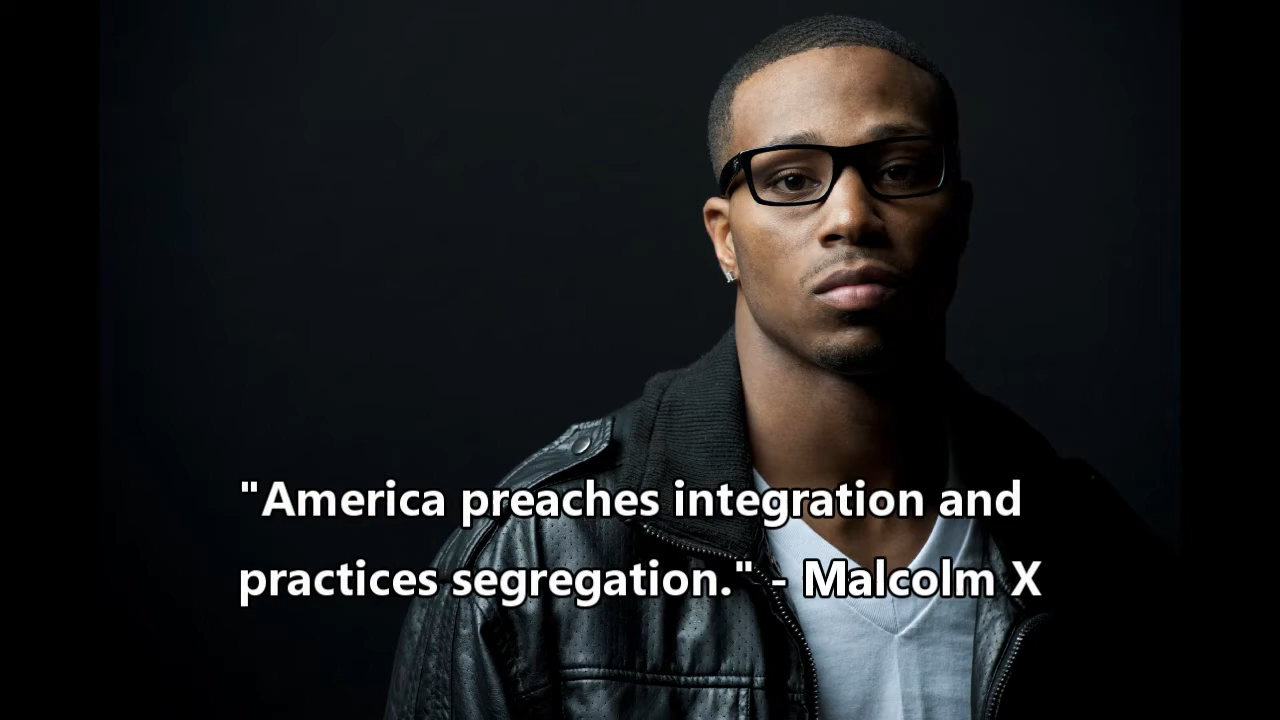 "America preaches integration and
practices segregation." - Malcolm X